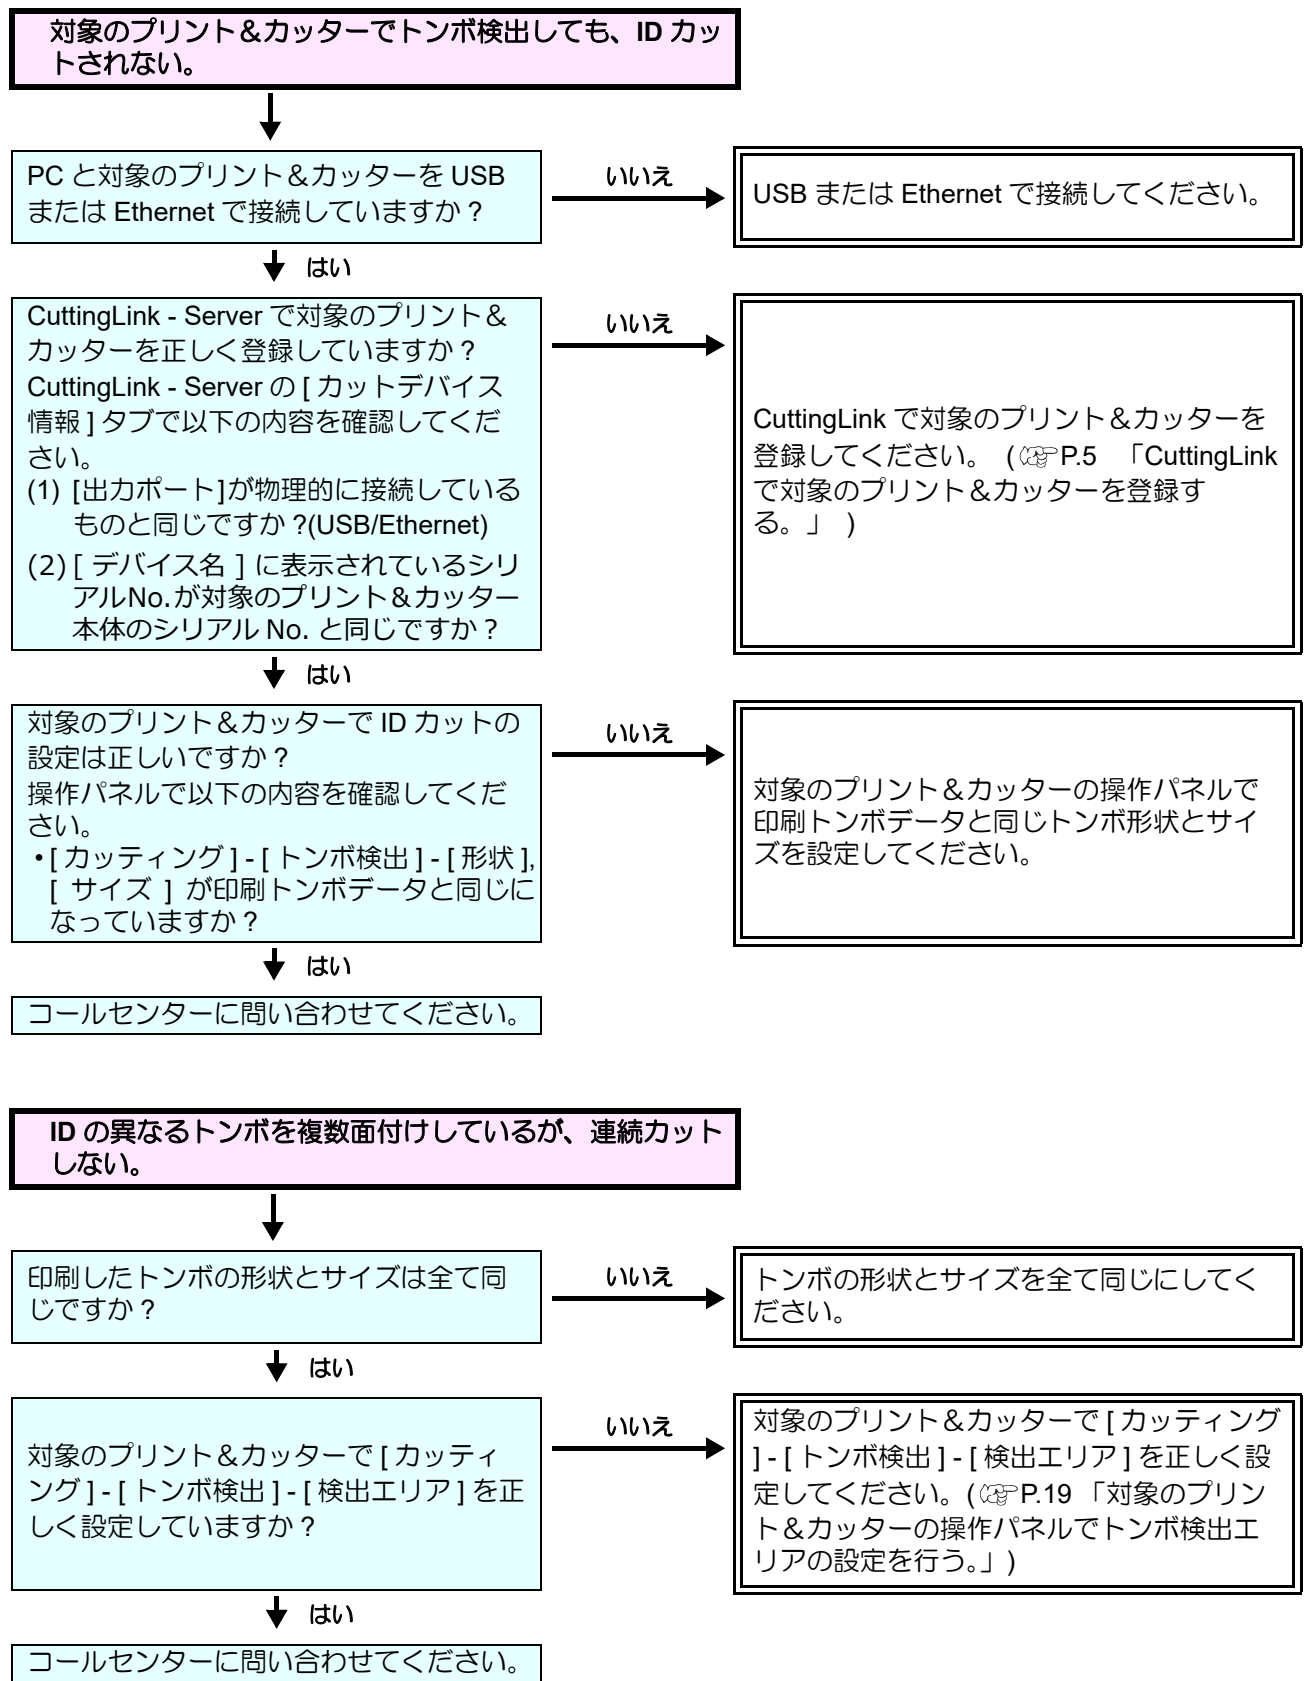 対象のプリント&カッターでトンボ検出しても、ID カッ
トされない。
PC と対象のプリント&カッターを USB
または Ethernet で接続していますか?
いいえ
USB または Ethernet で接続してください。
はい
CuttingLink - Server で対象のプリント&
カッターを正しく登録していますか?
CuttingLink - Server の [ カットデバイス
情報 ] タブで以下の内容を確認してくだ
さい。
(1) [出力ポート]が物理的に接続している
ものと同じですか ?(USB/Ethernet)
(2) [ デバイス名 ] に表示されているシリ
アルNo.が対象のプリント&カッター
本体のシリアル No. と同じですか?
いいえ
CuttingLink で対象のプリント&カッターを
登録してください。 (☞P.5 「CuttingLink
で対象のプリント&カッターを登録す
る。」 )
はい
対象のプリント&カッターで ID カットの
設定は正しいですか?
操作パネルで以下の内容を確認してくだ
さい。
•[ カッティング ] - [ トンボ検出 ] - [ 形状 ],
[ サイズ ] が印刷トンボデータと同じに
なっていますか?
いいえ
対象のプリント&カッターの操作パネルで
印刷トンボデータと同じトンボ形状とサイ
ズを設定してください。
はい
コールセンターに問い合わせてください。
ID の異なるトンボを複数面付けしているが、連続カット
しない。
印刷したトンボの形状とサイズは全て同
じですか?
いいえ
トンボの形状とサイズを全て同じにしてく
ださい。
はい
対象のプリント&カッターで [ カッティ
ング ] - [ トンボ検出 ] - [ 検出エリア ] を正
しく設定していますか?
いいえ
対象のプリント&カッターで [ カッティング
] - [ トンボ検出 ] - [ 検出エリア ] を正しく設
定してください。(☞P.19 「対象のプリン
ト&カッターの操作パネルでトンボ検出エ
リアの設定を行う。」)
はい
コールセンターに問い合わせてください。